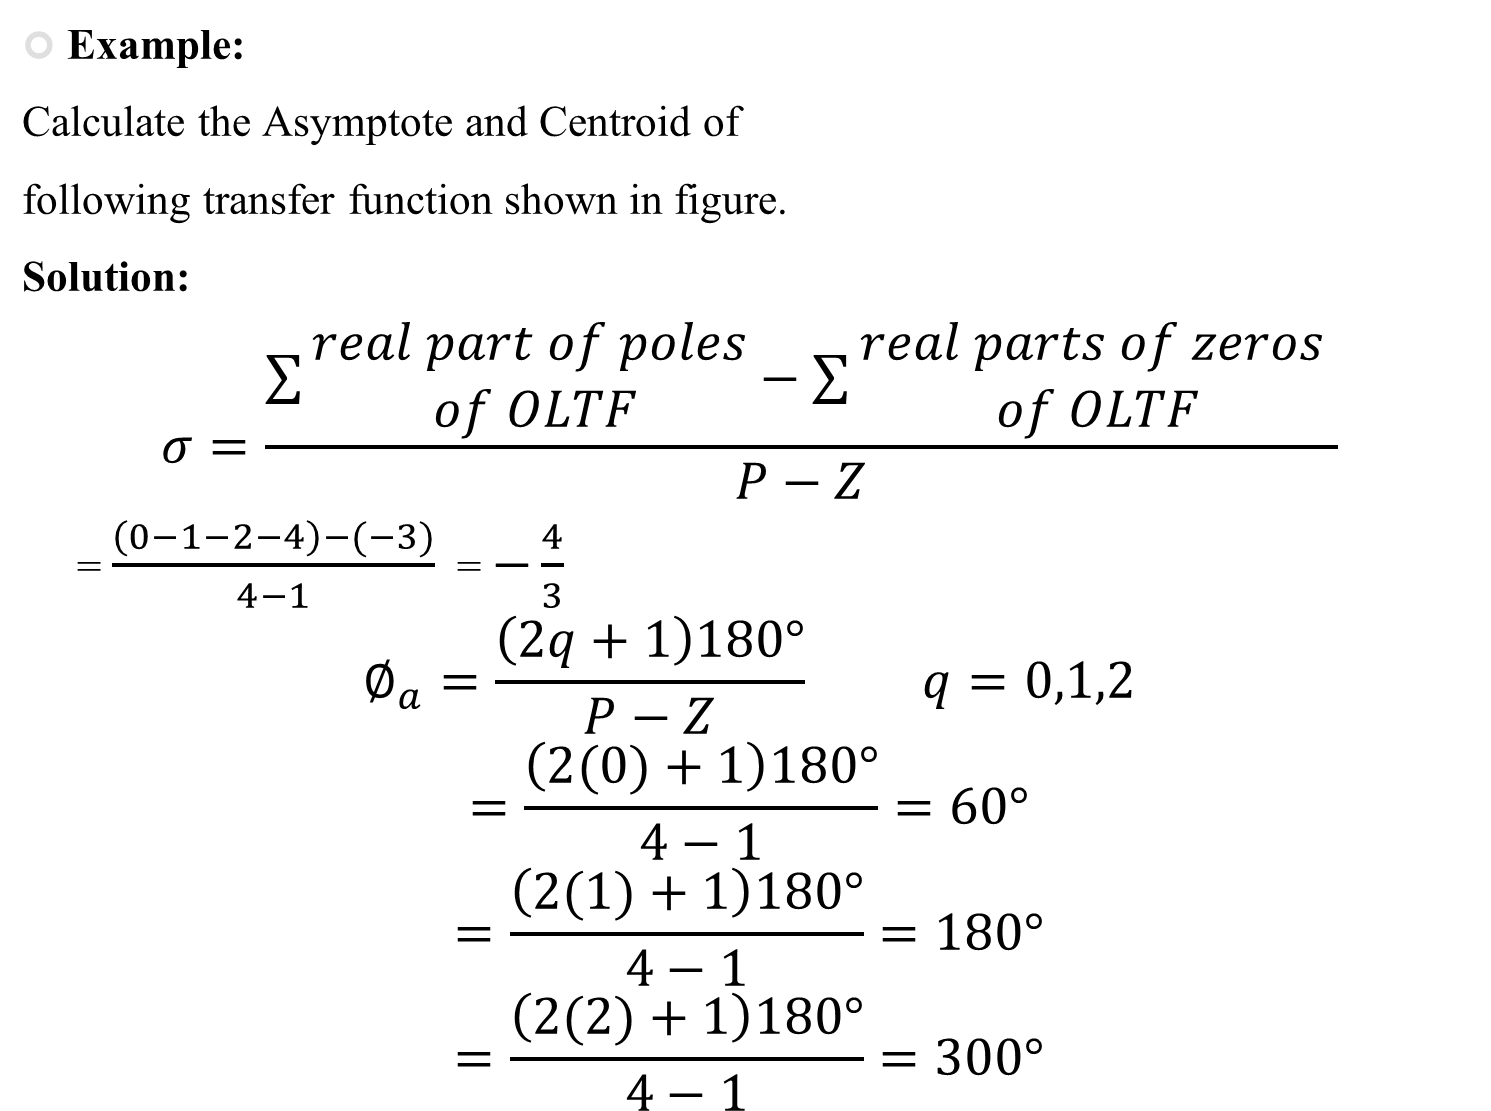 Example:
Calculate the Asymptote and Centroid of
following transfer function shown in figure.
Solution:
σ = (∑ real part of poles of OLTF − ∑ real parts of zeros of OLTF) / (P − Z)
= ((0−1−2−4)−(−3)) / (4−1) = − 4/3
∅ₐ = (2q + 1)180° / (P − Z)  q = 0,1,2
= (2(0) + 1)180° / (4 − 1) = 60°
= (2(1) + 1)180° / (4 − 1) = 180°
= (2(2) + 1)180° / (4 − 1) = 300°